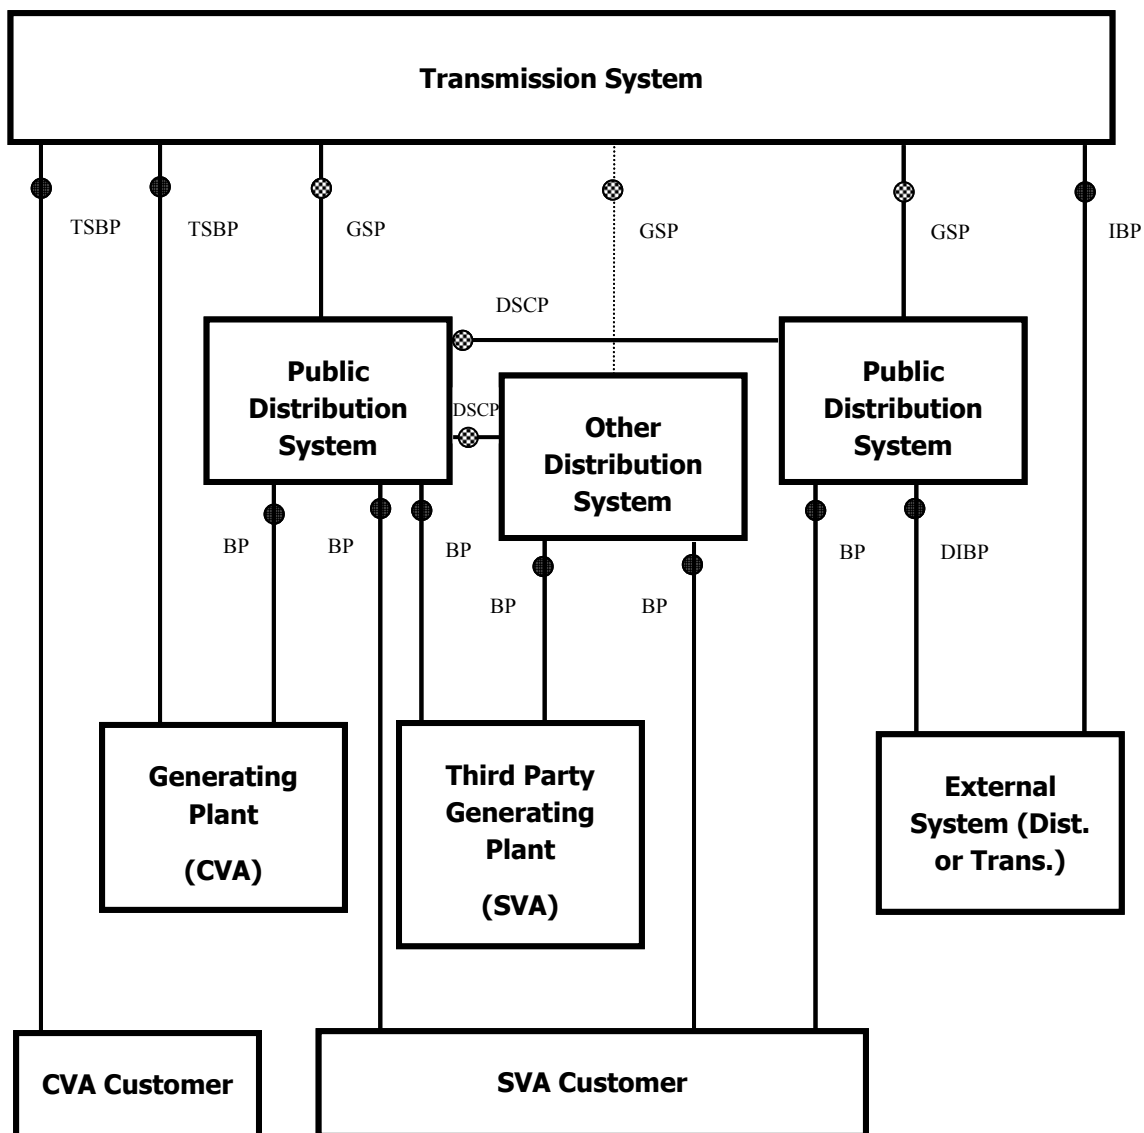 Transmission System
TSBP
TSBP
GSP
GSP
GSP
IBP
DSCP
Public
Distribution
System
DSCP
Other
Distribution
System
Public
Distribution
System
BP
BP
BP
BP
BP
BP
DIBP
Generating
Plant
(CVA)
Third Party
Generating
Plant
(SVA)
External
System (Dist.
or Trans.)
CVA Customer
SVA Customer